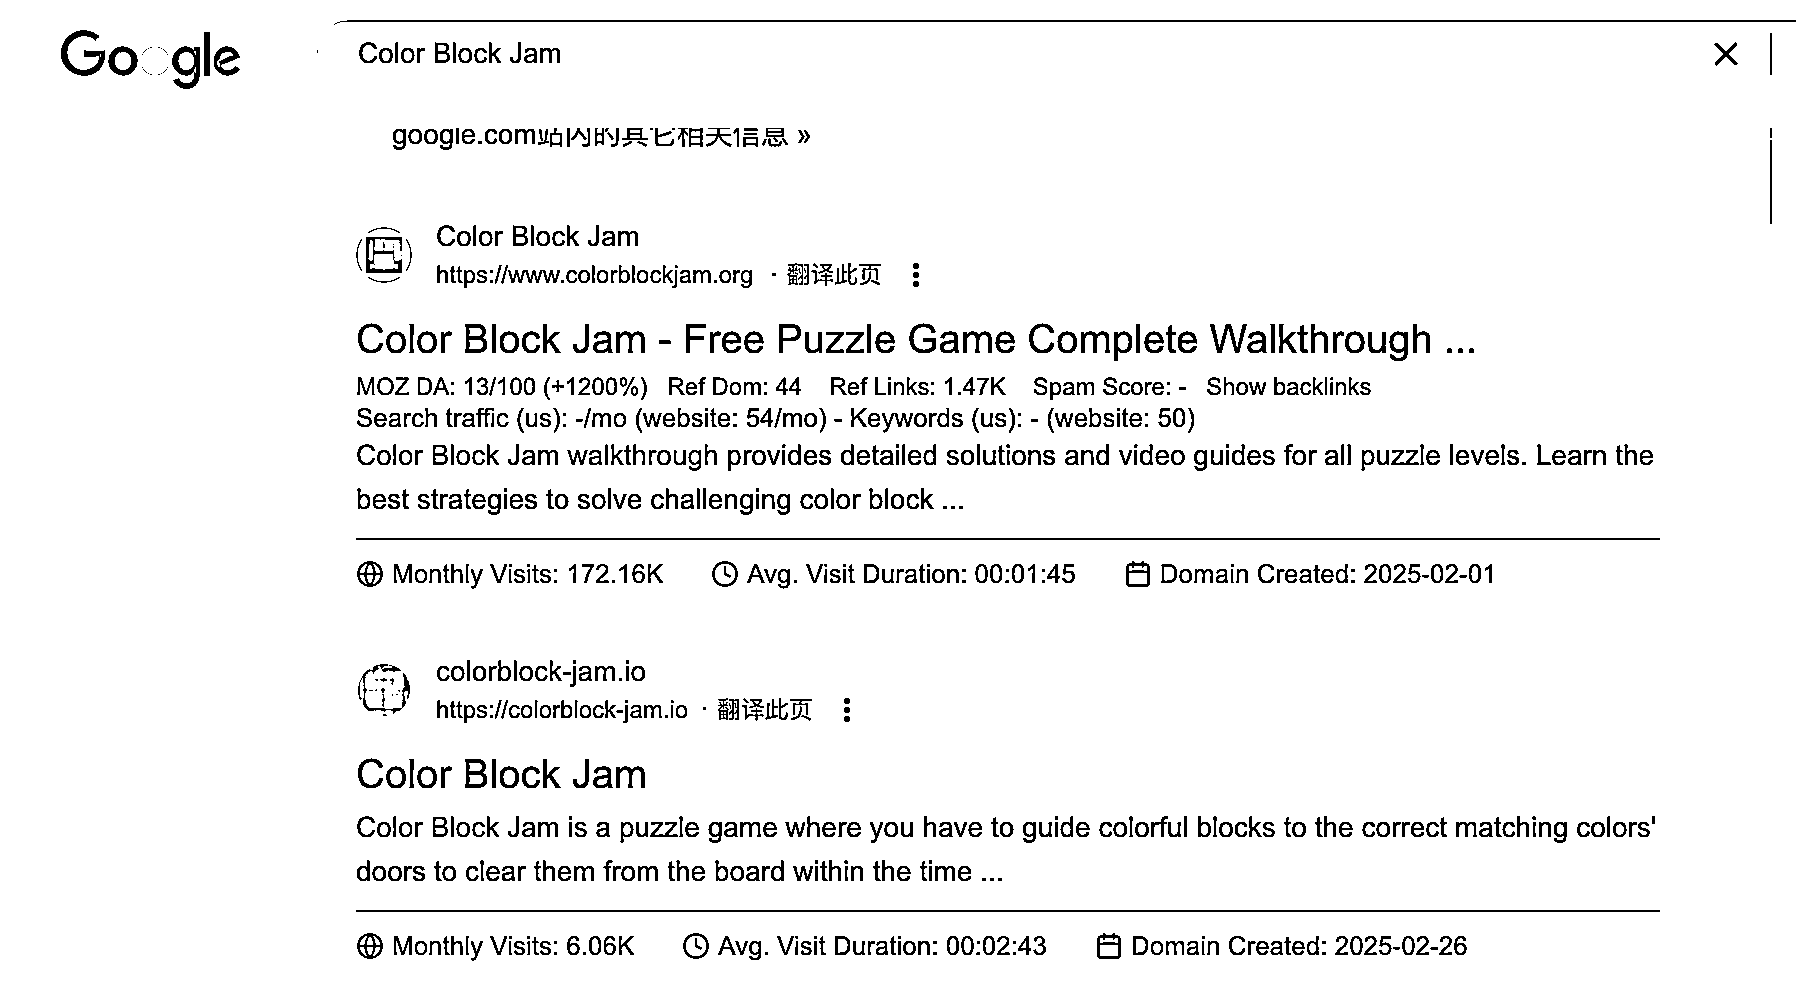 Google
Color Block Jam
google.com站内的其它相关信息 »
Color Block Jam
https://www.colorblockjam.org · 翻译此页
Color Block Jam - Free Puzzle Game Complete Walkthrough ...
MOZ DA: 13/100 (+1200%) Ref Dom: 44 Ref Links: 1.47K Spam Score: - Show backlinks
Search traffic (us): -/mo (website: 54/mo) - Keywords (us): - (website: 50)
Color Block Jam walkthrough provides detailed solutions and video guides for all puzzle levels. Learn the
best strategies to solve challenging color block ...
Monthly Visits: 172.16K Avg. Visit Duration: 00:01:45 Domain Created: 2025-02-01
colorblock-jam.io
https://colorblock-jam.io · 翻译此页
Color Block Jam
Color Block Jam is a puzzle game where you have to guide colorful blocks to the correct matching colors'
doors to clear them from the board within the time ...
Monthly Visits: 6.06K Avg. Visit Duration: 00:02:43 Domain Created: 2025-02-26